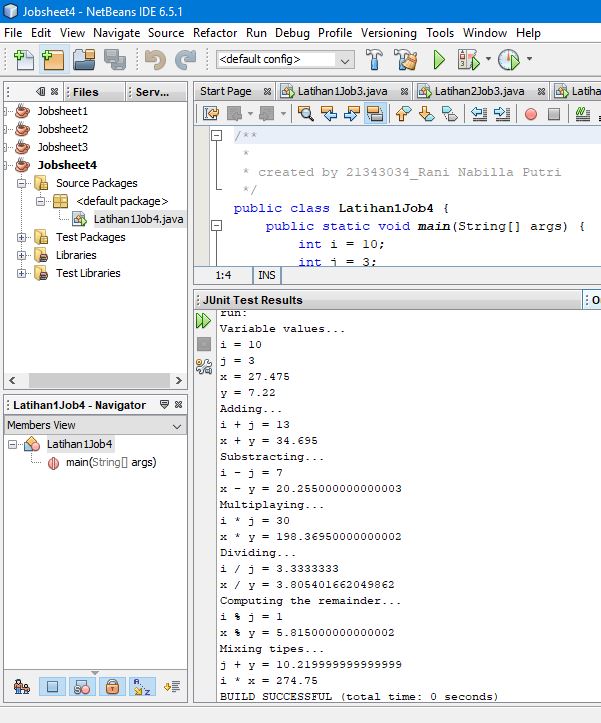 Jobsheet4 - NetBeans IDE 6.5.1
File Edit View Navigate Source Refactor Run Debug Profile Versioning Tools Window Help
<default config>
Files Serv...
Jobsheet1
Jobsheet2
Jobsheet3
Jobsheet4
Source Packages
<default package>
Latihan1Job4.java
Test Packages
Libraries
Test Libraries
Latihan1Job4 - Navigator
Members View
Latihan1Job4
main(String[] args)
Start Page Latihan1Job3.java Latihan2Job3.java Latiha
/**
*
* created by 21343034_Rani Nabilla Putri
*/
public class Latihan1Job4 {
public static void main(String[] args) {
int i = 10;
int j = 3;
1:4 INS
JUnit Test Results
run:
Variable values...
i = 10
j = 3
x = 27.475
y = 7.22
Adding...
i + j = 13
x + y = 34.695
Substracting...
i - j = 7
x - y = 20.255000000000003
Multiplaying...
i * j = 30
x * y = 198.36950000000002
Dividing...
i / j = 3.3333333
x / y = 3.805401662049862
Computing the remainder...
i % j = 1
x % y = 5.815000000000002
Mixing tipes...
j + y = 10.219999999999999
i * x = 274.75
BUILD SUCCESSFUL (total time: 0 seconds)